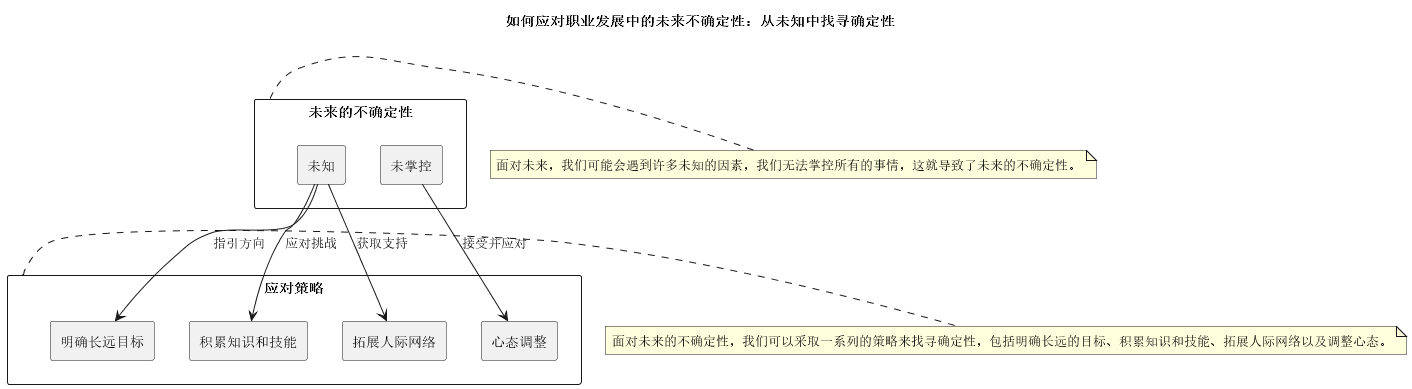 如何应对职业发展中的未来不确定性：从未知中找寻确定性
未来的不确定性
未知
未掌控
面对未来，我们可能会遇到许多未知的因素，我们无法掌控所有的事情，这就导致了未来的不确定性。
指引方向
应对挑战
获取支持
接受并应对
应对策略
明确长远目标
积累知识和技能
拓展人际网络
心态调整
面对未来的不确定性，我们可以采取一系列的策略来找寻确定性，包括明确长远的目标、积累知识和技能、拓展人际网络以及调整心态。